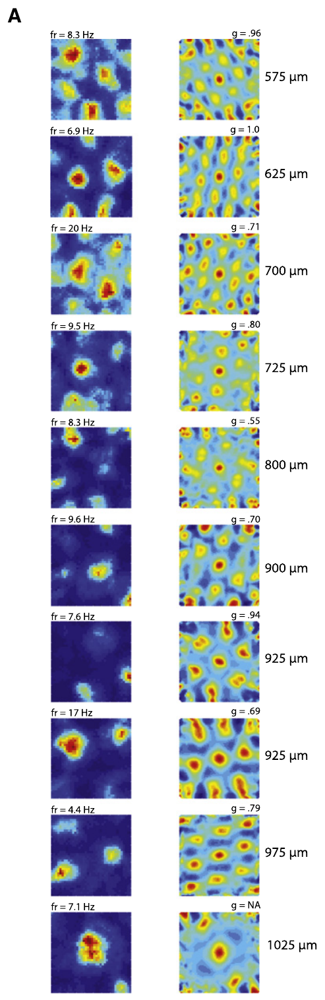 A
fr = 8.3 Hz g = .96
575 μm
fr = 6.9 Hz g = 1.0
625 μm
fr = 20 Hz g = .71
700 μm
fr = 9.5 Hz g = .80
725 μm
fr = 8.3 Hz g = .55
800 μm
fr = 9.6 Hz g = .70
900 μm
fr = 7.6 Hz g = .94
925 μm
fr = 17 Hz g = .69
925 μm
fr = 4.4 Hz g = .79
975 μm
fr = 7.1 Hz g = NA
1025 μm